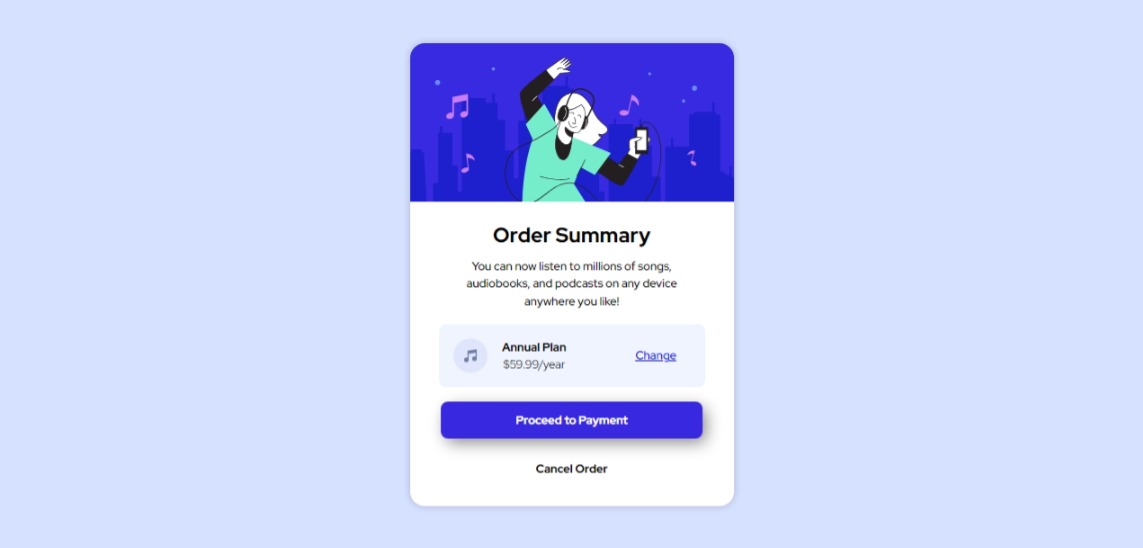 Order Summary
You can now listen to millions of songs,
audiobooks, and podcasts on any device
anywhere you like!
Annual Plan
$59.99/year
Change
Proceed to Payment
Cancel Order